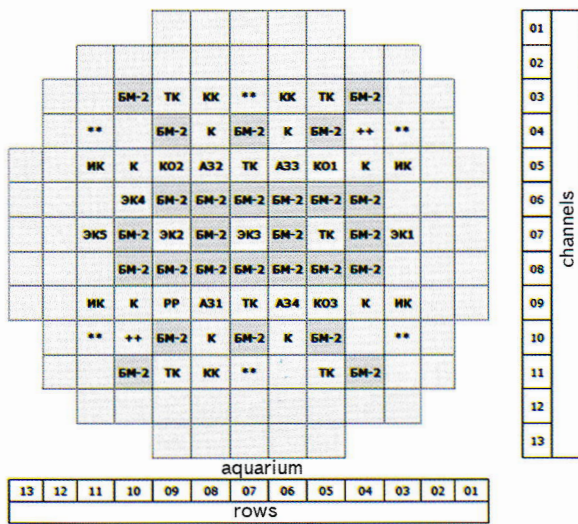 01
02
БМ-2 ТК КК ** КК ТК БМ-2 03
** БМ-2 К БМ-2 К БМ-2 ++ ** 04
ИК К КО2 АЗ2 ТК АЗ3 КО1 К ИК 05
ЭК4 БМ-2 БМ-2 БМ-2 БМ-2 БМ-2 БМ-2 06
ЭК5 БМ-2 ЭК2 БМ-2 ЭК3 БМ-2 ТК БМ-2 ЭК1 07
БМ-2 БМ-2 БМ-2 БМ-2 БМ-2 БМ-2 БМ-2 08
ИК К РР АЗ1 ТК АЗ4 КО3 К ИК 09
** ++ БМ-2 К БМ-2 К БМ-2 ** 10
БМ-2 ТК КК ** ТК БМ-2 11
12
13
channels
aquarium
13 12 11 10 09 08 07 06 05 04 03 02 01
rows